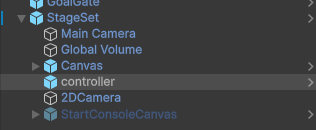 GoalGate
StageSet
Main Camera
Global Volume
Canvas
controller
2DCamera
StartConsoleCanvas